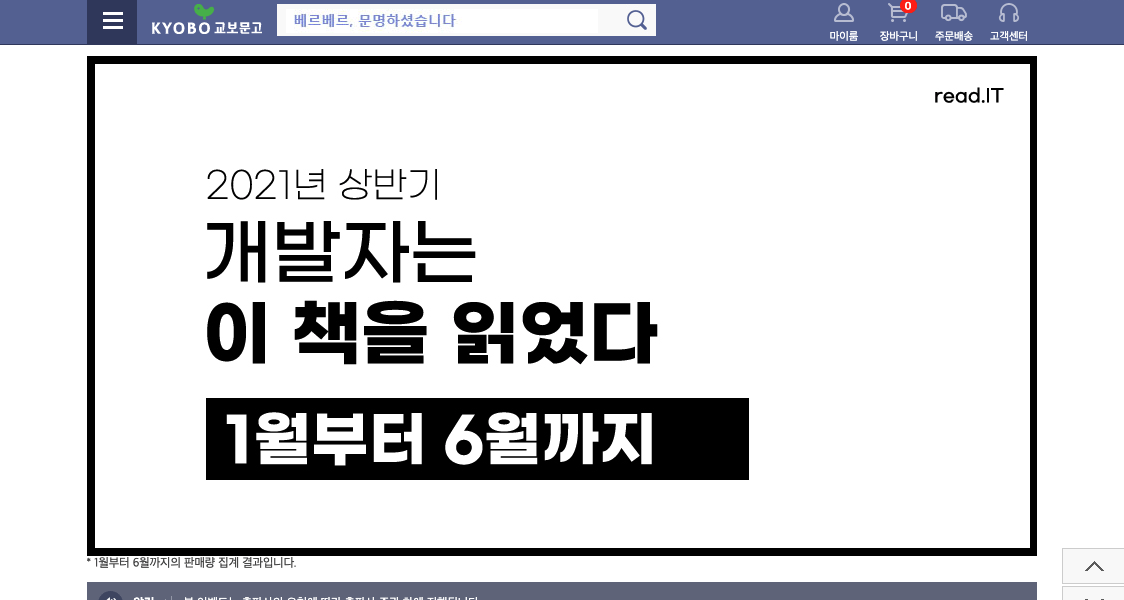 KYOBO 교보문고
베르베르, 문명하셨습니다
0
마이룸 장바구니 주문배송 고객센터
read.IT
2021년 상반기
개발자는
이 책을 읽었다
1월부터 6월까지
* 1월부터 6월까지의 판매량 집계 결과입니다.